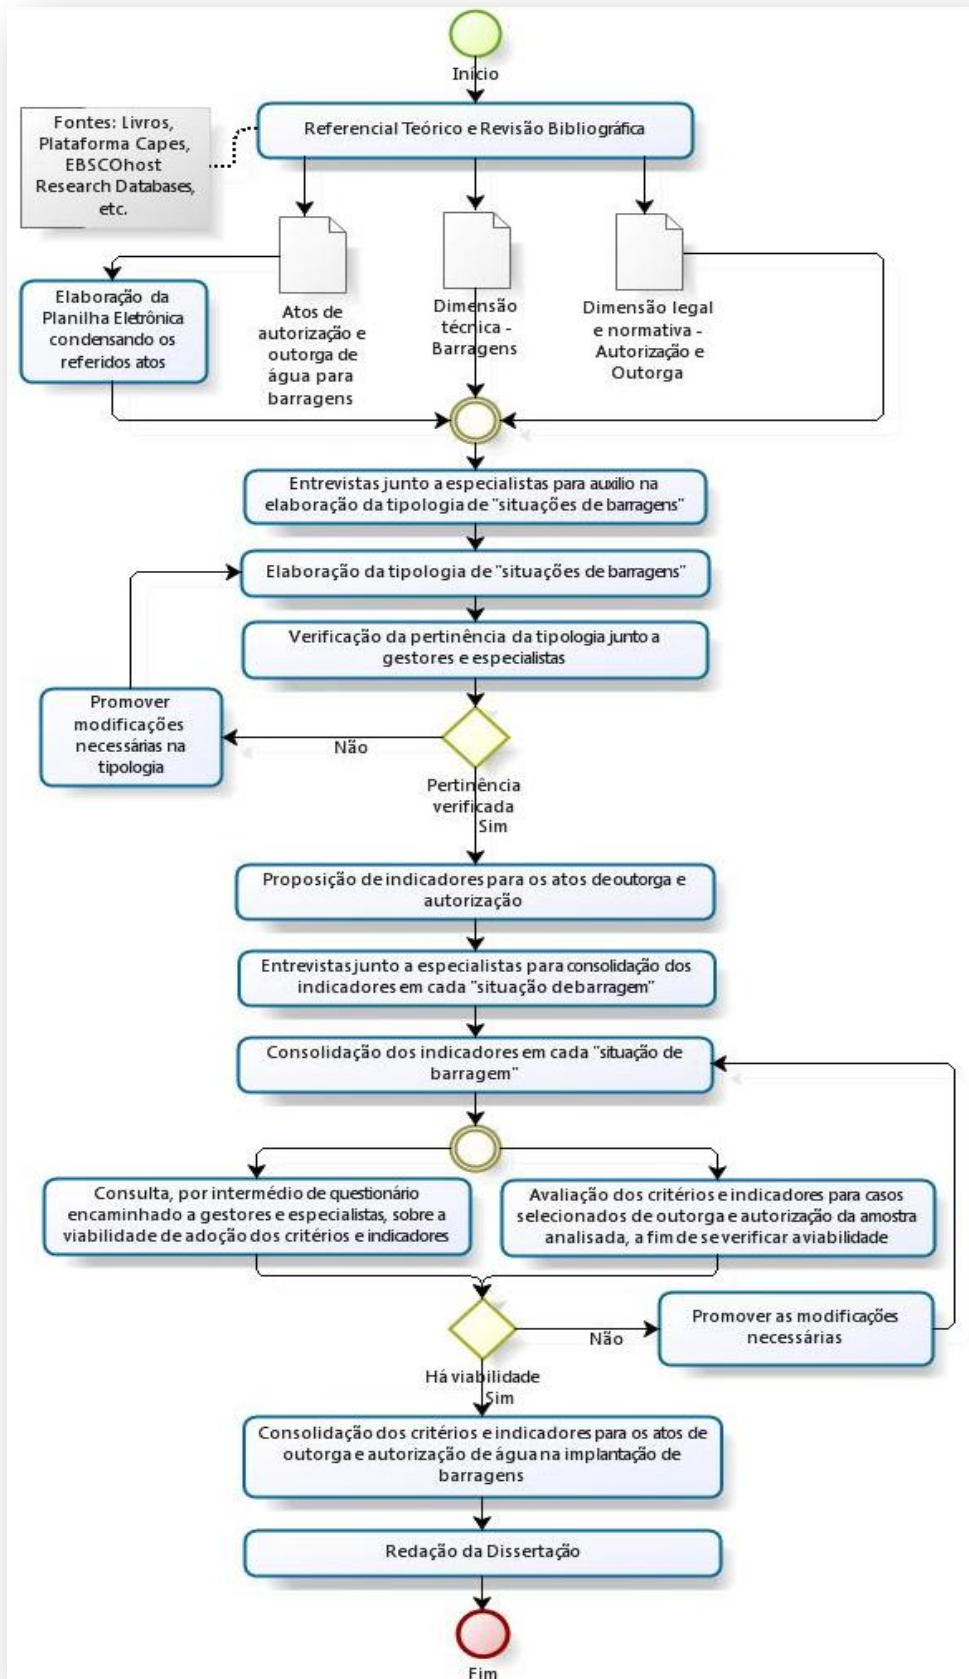 Início
Referencial Teórico e Revisão Bibliográfica
Fontes: Livros,
Plataforma Capes,
EBSCOhost
Research Databases,
etc.
Elaboração da
Planilha Eletrônica
condensando os
referidos atos
Atos de
autorização e
outorga de
água para
barragens
Dimensão
técnica -
Barragens
Dimensão legal
e normativa -
Autorização e
Outorga
Entrevistas junto a especialistas para auxilio na
elaboração da tipologia de "situações de barragens"
Elaboração da tipologia de "situações de barragens"
Verificação da pertinência da tipologia junto a
gestores e especialistas
Promover
modificações
necessárias na
tipologia
Não
Pertinência
verificada
Sim
Proposição de indicadores para os atos de outorga e
autorização
Entrevistas junto a especialistas para consolidação dos
indicadores em cada "situação de barragem"
Consolidação dos indicadores em cada "situação de
barragem"
Consulta, por intermédio de questionário
encaminhado a gestores e especialistas, sobre a
viabilidade de adoção dos critérios e indicadores
Avaliação dos critérios e indicadores para casos
selecionados de outorga e autorização da amostra
analisada, a fim de se verificar a viabilidade
Não
Promover as modificações
necessárias
Há viabilidade
Sim
Consolidação dos critérios e indicadores para os atos de
outorga e autorização de água na implantação de
barragens
Redação da Dissertação
Fim